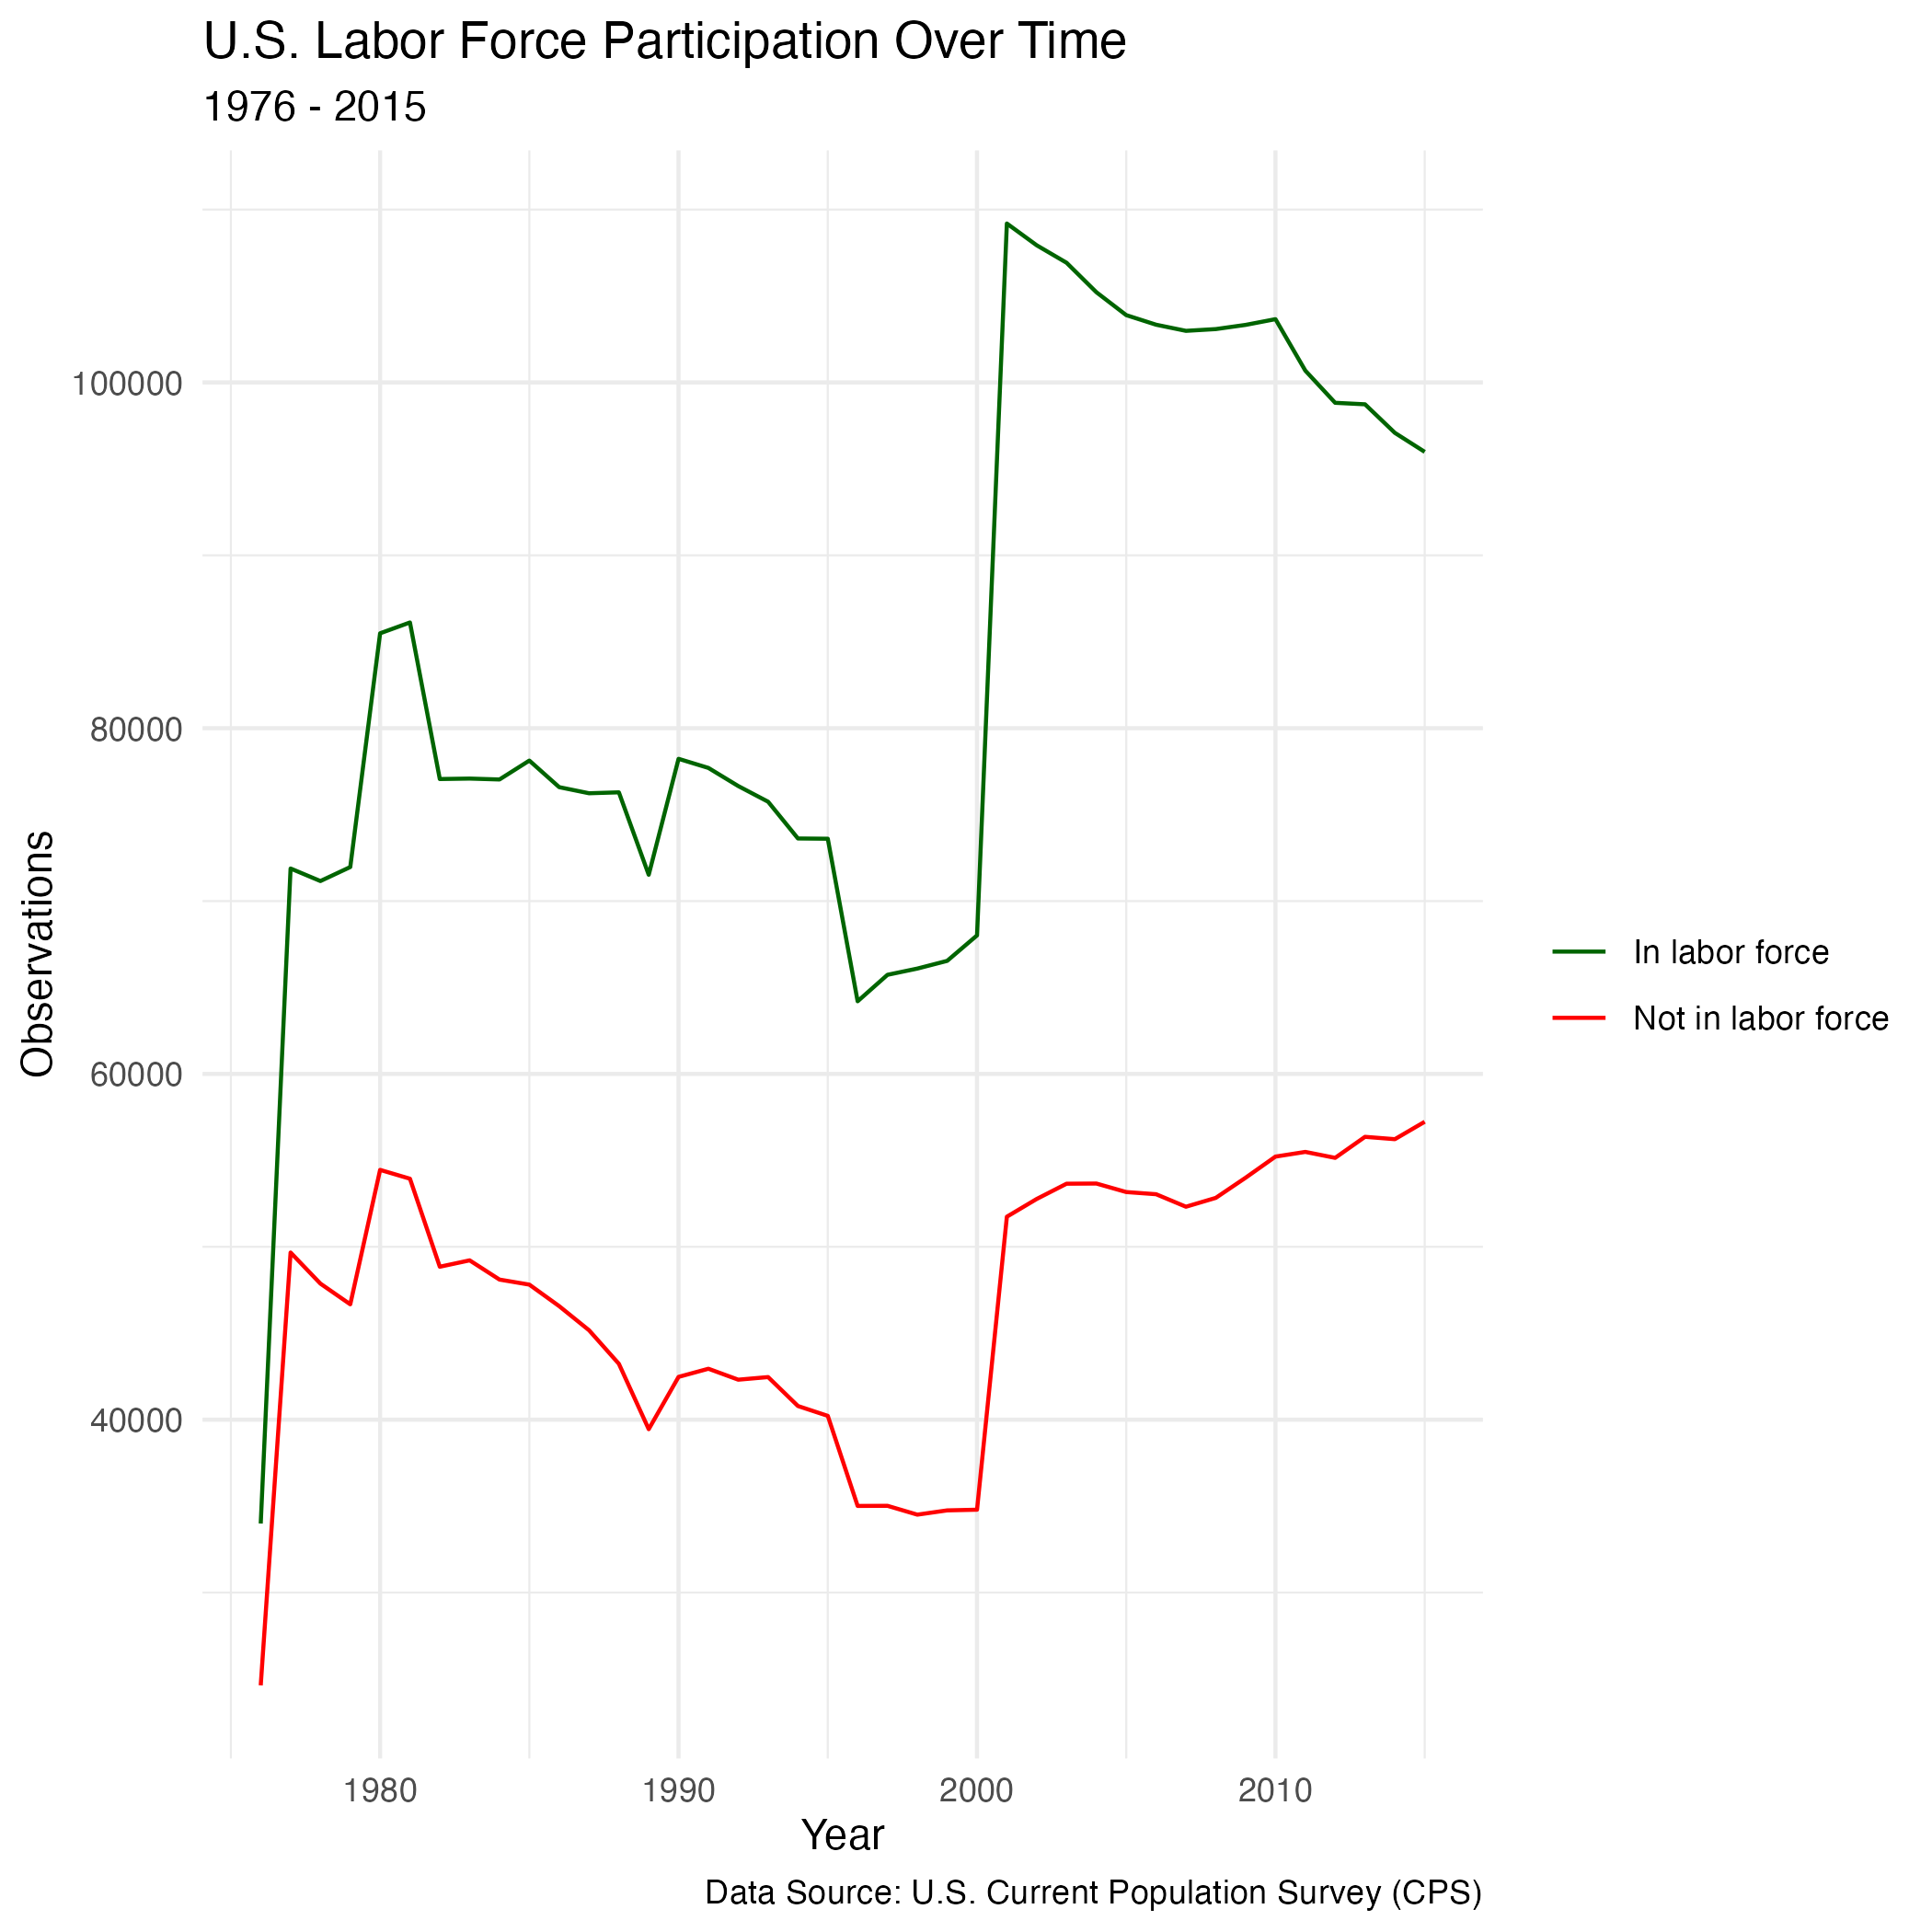 U.S. Labor Force Participation Over Time
1976 - 2015
Observations
100000
80000
60000
40000
1980 1990 2000 2010
Year
In labor force
Not in labor force
Data Source: U.S. Current Population Survey (CPS)